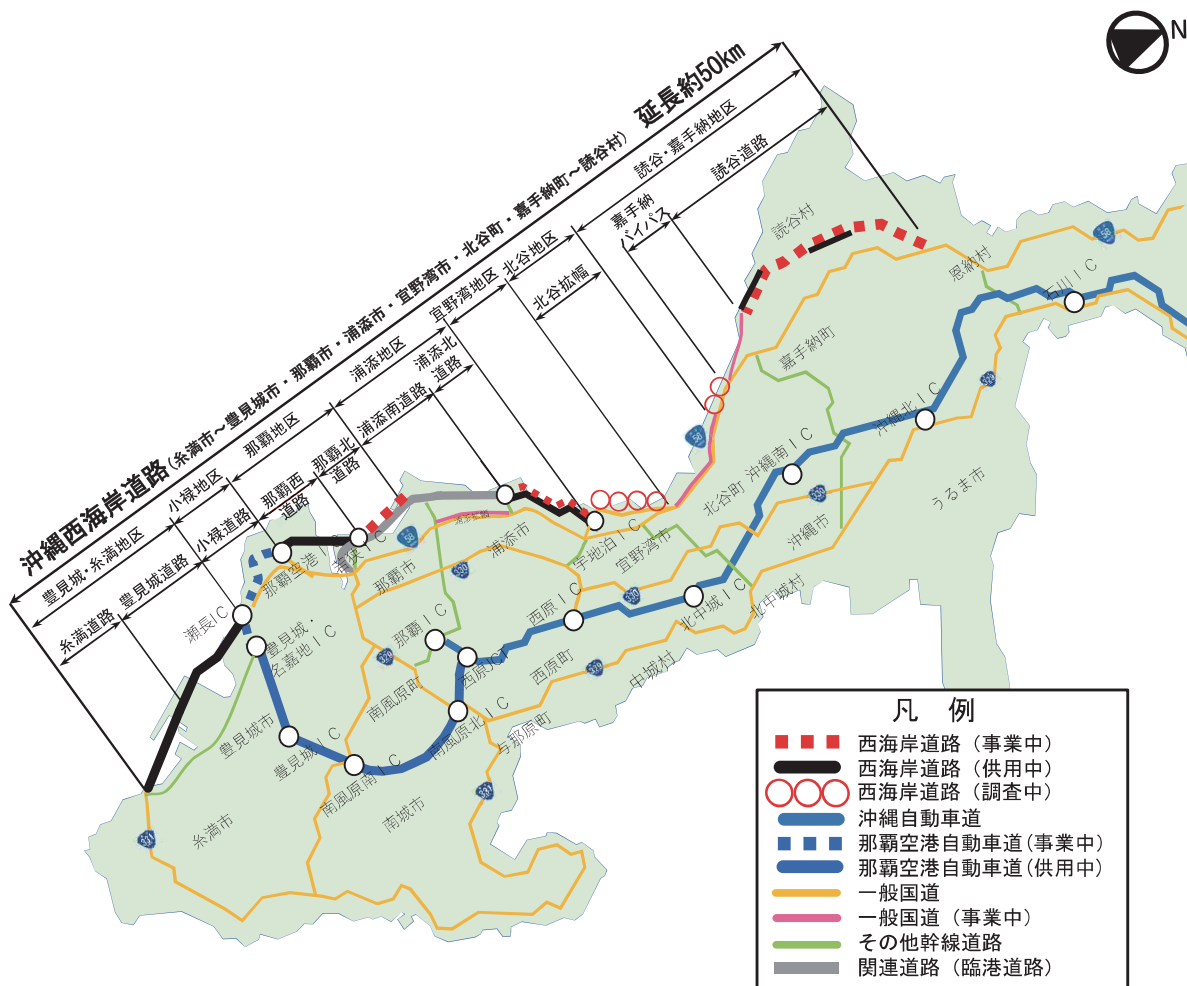 N
沖縄西海岸道路(糸満市～豊見城市・那覇市・浦添市・宜野湾市・北谷町・嘉手納町～読谷村) 延長約50km
豊見城・糸満地区
小禄地区
那覇地区
浦添地区
宜野湾地区
北谷地区
読谷・嘉手納地区
糸満道路
豊見城道路
小禄道路
那覇西
道路
那覇北
道路
浦添南道路
浦添北
道路
北谷拡幅
嘉手納
バイパス
読谷道路
読谷村
恩納村
58
石川IC
嘉手納町
329
沖縄北IC
58
北谷町
沖縄南IC
330
うるま市
沖縄市
宇地泊IC
宜野湾市
浦添拡幅
浦添市
58
330
那覇市
那覇空港
瀬長IC
豊見城・
名嘉地IC
那覇IC
西原JCT
西原IC
330
北中城IC
北中城村
329
南風原町
西原町
329
中城村
南風原北IC
与那原町
豊見城市
豊見城IC
南風原南IC
331
南城市
331
糸満市
凡 例
西海岸道路（事業中）
西海岸道路（供用中）
西海岸道路（調査中）
沖縄自動車道
那覇空港自動車道(事業中)
那覇空港自動車道(供用中)
一般国道
一般国道（事業中）
その他幹線道路
関連道路（臨港道路）